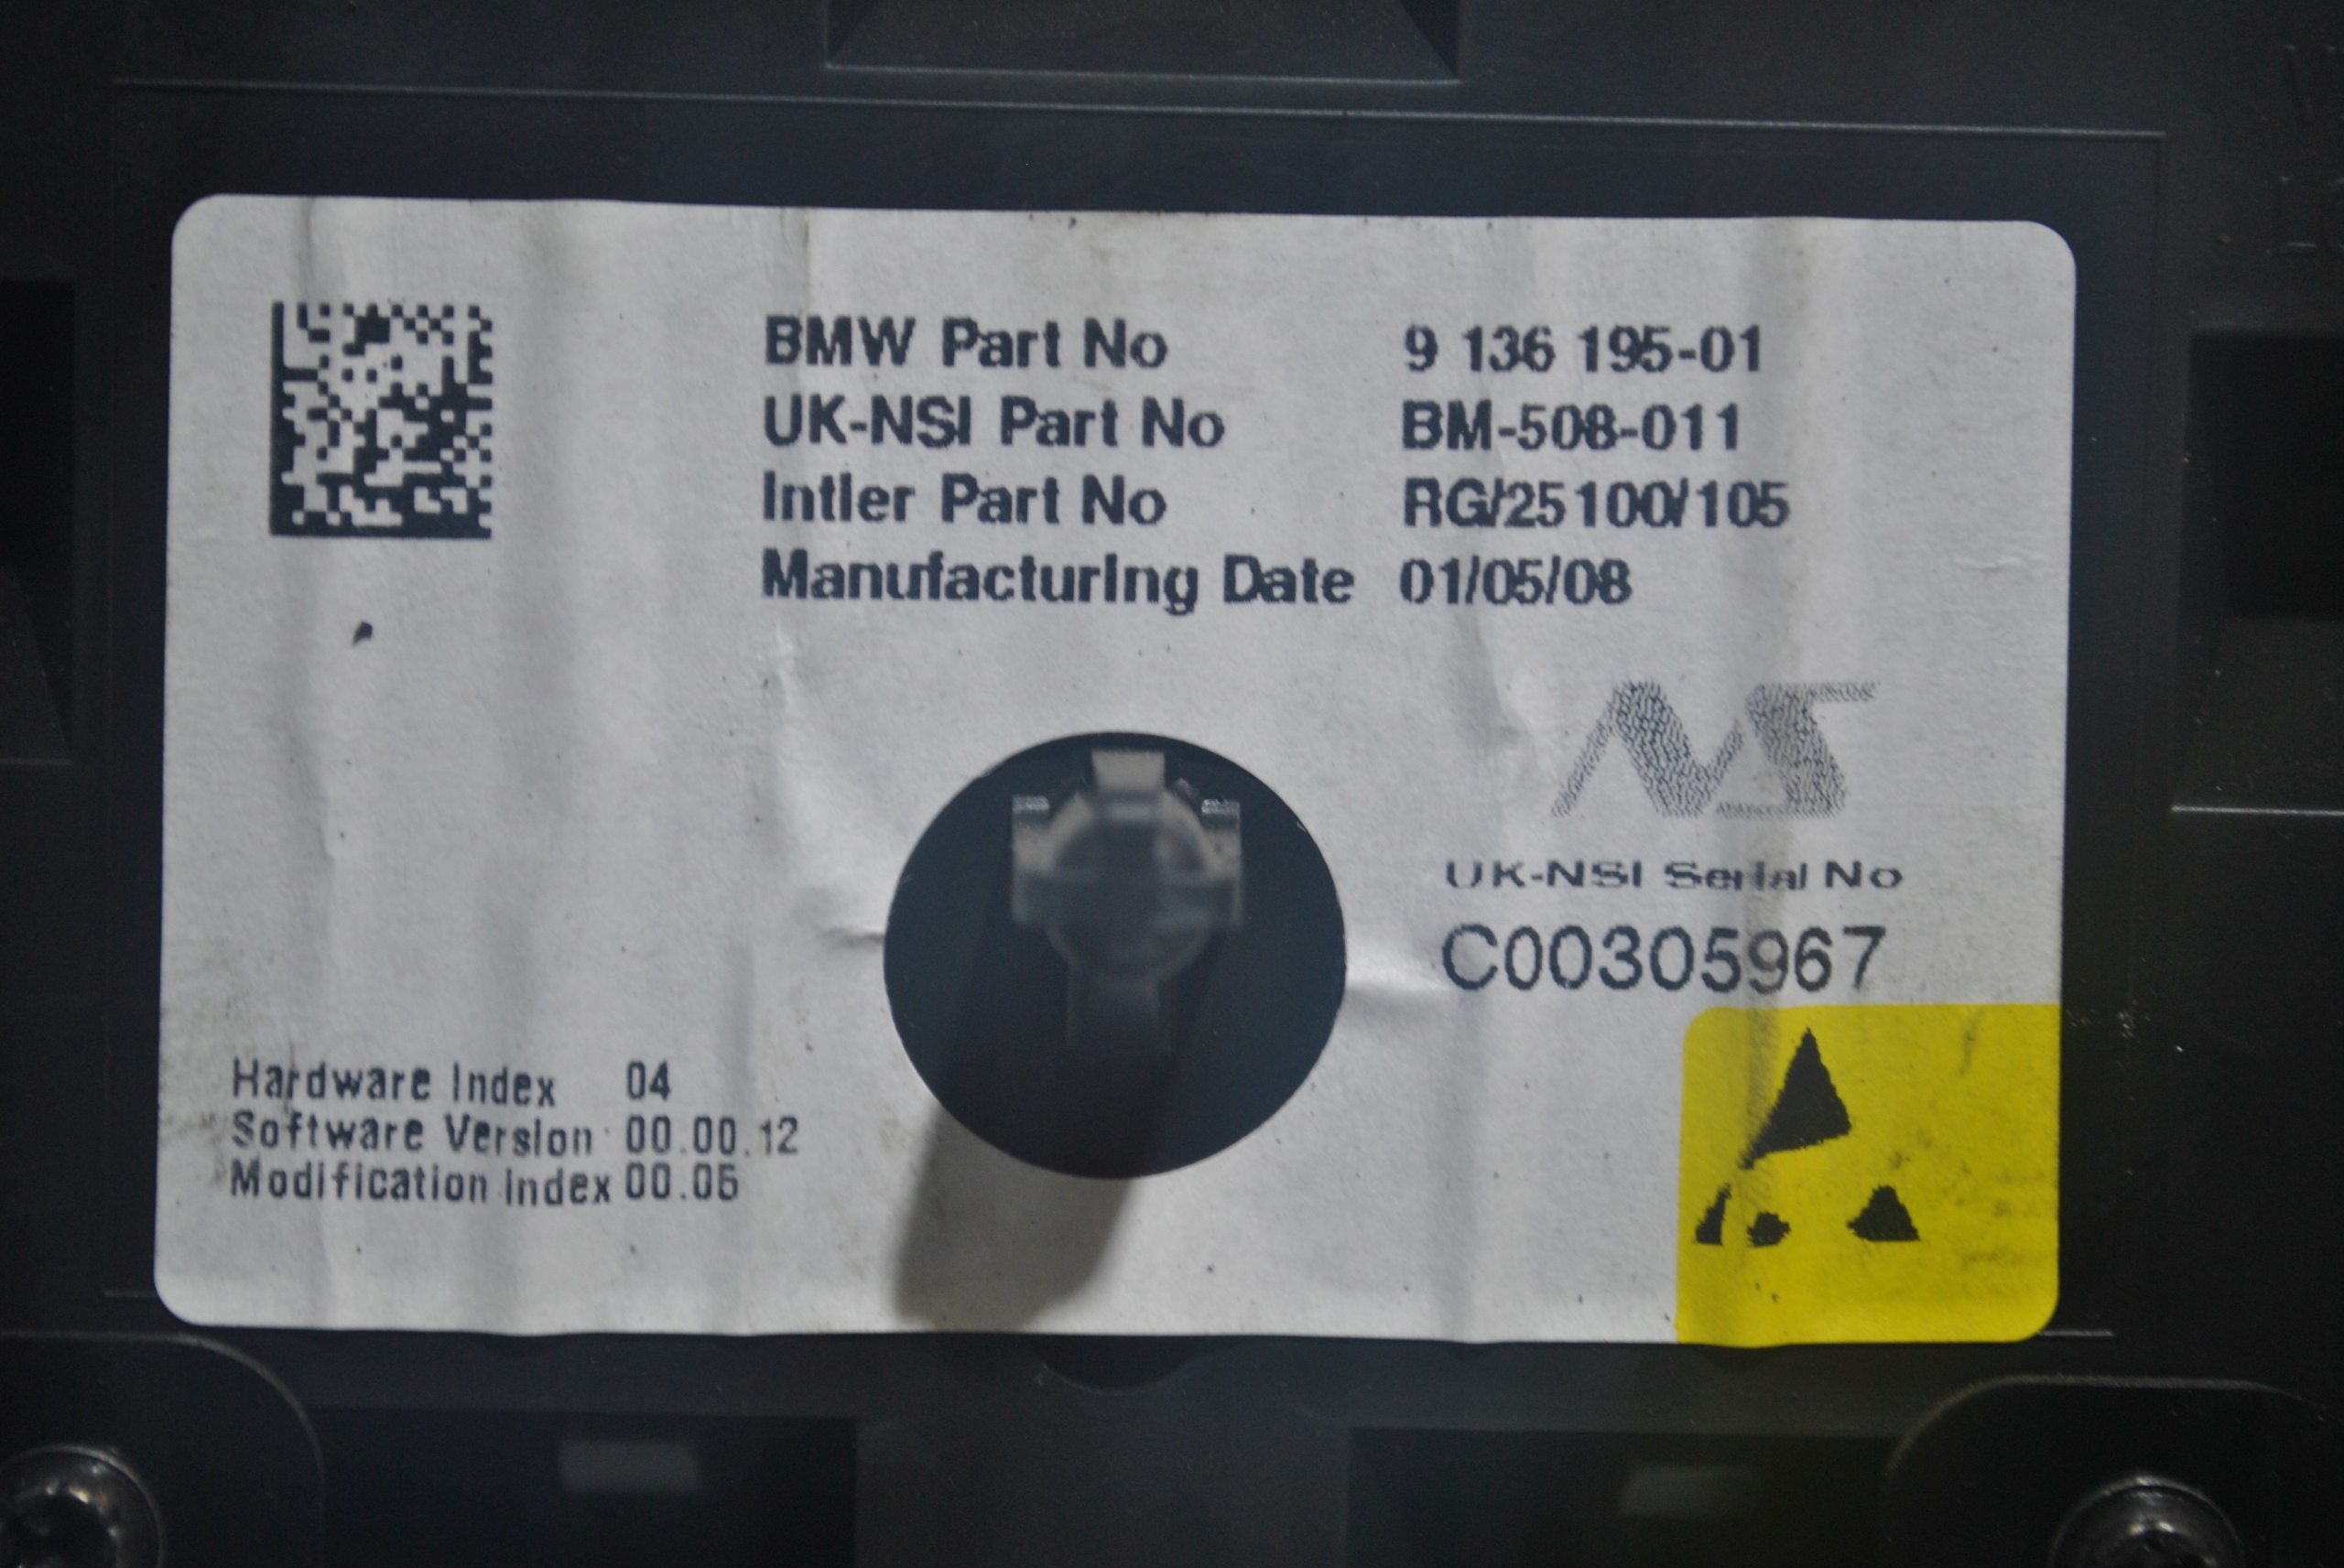 BMW Part No 9 136 195-01
UK-NSI Part No BM-508-011
Intier Part No RG/25100/105
Manufacturing Date 01/05/08
NS
UK-NSI Serial No
C00305967
Hardware Index 04
Software Version 00.00.12
Modification Index 00.06